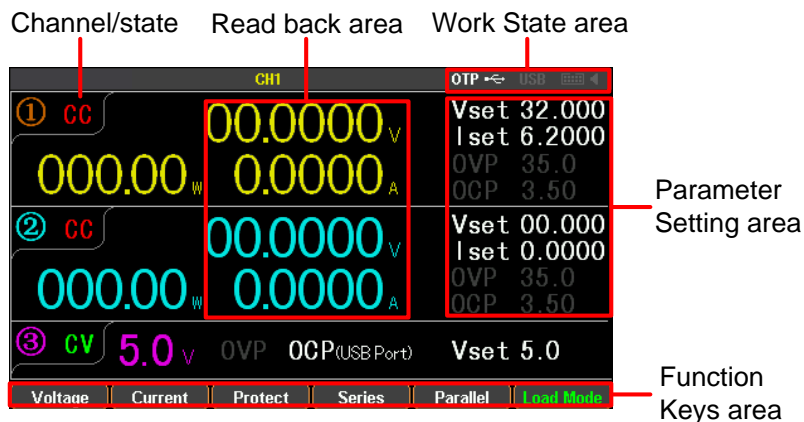 Channel/state Read back area Work State area
CH1 OTP USB
① CC 00.0000 V Vset 32.000
Iset 6.2000
000.00 W 0.0000 A OVP 35.0
OCP 3.50
Parameter
Setting area
② CC 00.0000 V Vset 00.000
Iset 0.0000
000.00 W 0.0000 A OVP 35.0
OCP 3.50
③ CV 5.0 V OVP OCP(USB Port) Vset 5.0
Function
Keys area
Voltage Current Protect Series Parallel Load Mode